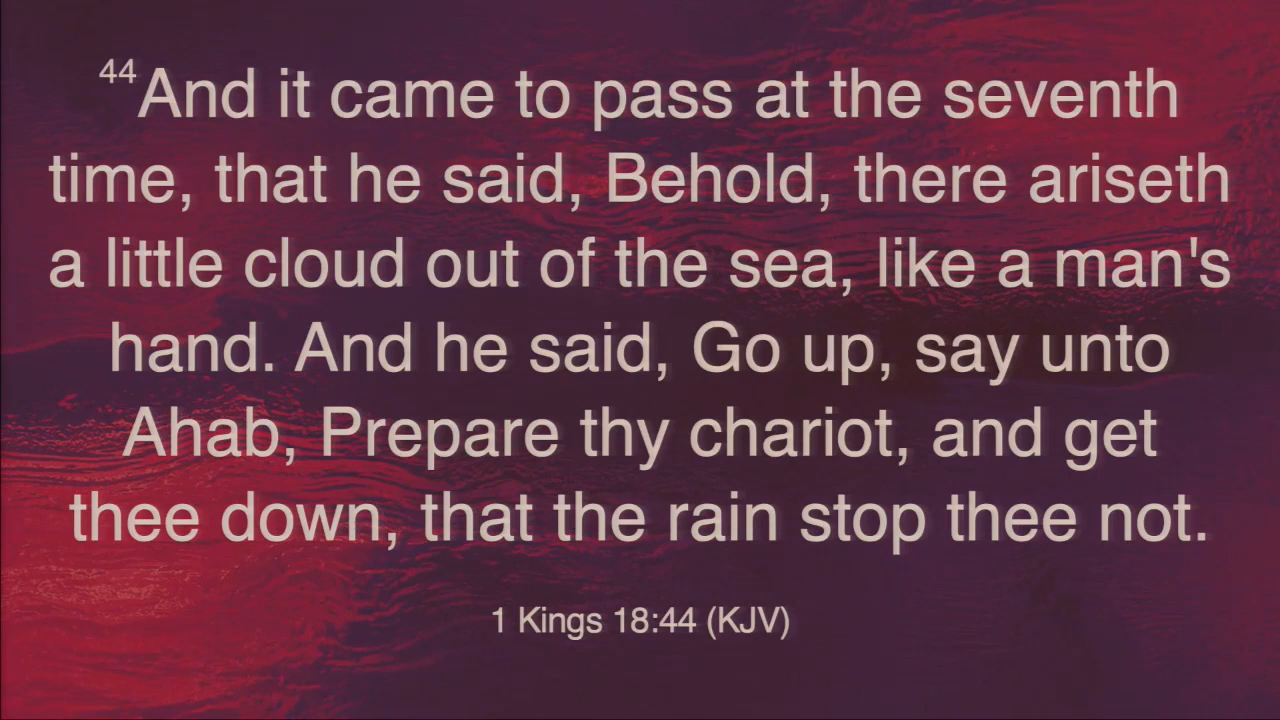 44And it came to pass at the seventh
time, that he said, Behold, there ariseth
a little cloud out of the sea, like a man's
hand. And he said, Go up, say unto
Ahab, Prepare thy chariot, and get
thee down, that the rain stop thee not.
1 Kings 18:44 (KJV)